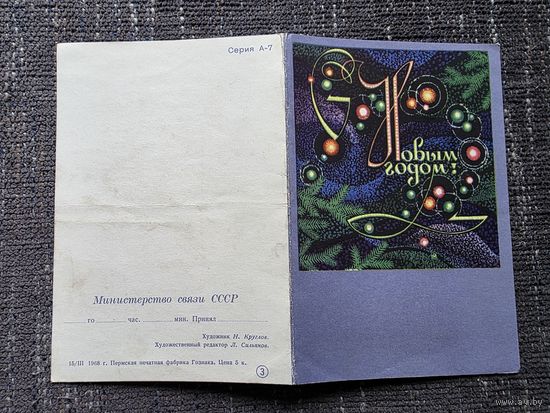 Серия А-7
С Новым
годом!
Министерство связи СССР
го час. мин. Принял
Художник Н. Круглов.
Художественный редактор Л. Сильянов.
15/III 1968 г. Пермская печатная фабрика Гознака. Цена 5 к.
3